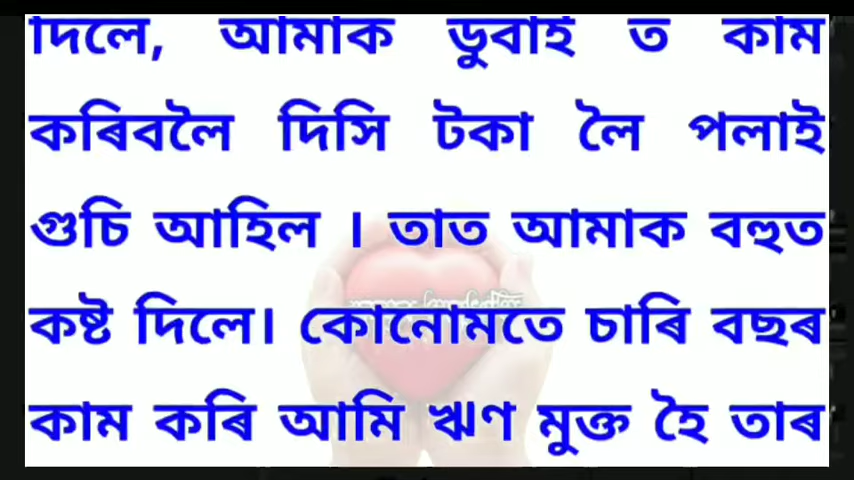 দিলে, আমাক ডুবাই ত কাম
কৰিবলৈ দিসি টকা লৈ পলাই
গুচি আহিল । তাত আমাক বহুত
কষ্ট দিলে। কোনোমতে চাৰি বছৰ
কাম কৰি আমি ঋণ মুক্ত হৈ তাৰ